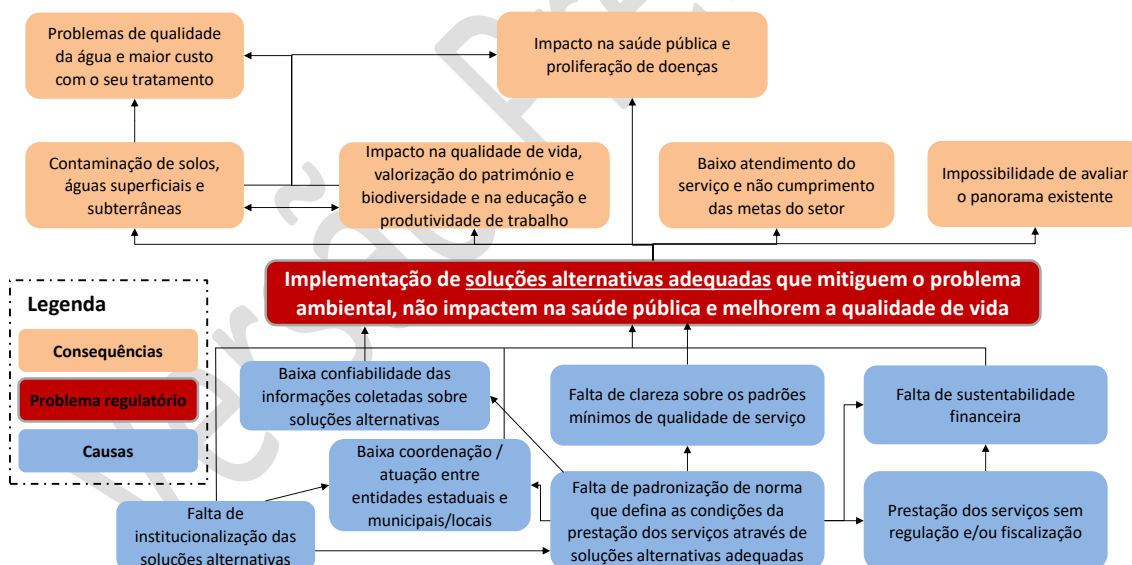 Problemas de qualidade
da água e maior custo
com o seu tratamento
Impacto na saúde pública e
proliferação de doenças
Contaminação de solos,
águas superficiais e
subterrâneas
Impacto na qualidade de vida,
valorização do património e
biodiversidade e na educação e
produtividade de trabalho
Baixo atendimento do
serviço e não cumprimento
das metas do setor
Impossibilidade de avaliar
o panorama existente
Implementação de soluções alternativas adequadas que mitiguem o problema
ambiental, não impactem na saúde pública e melhorem a qualidade de vida
Legenda
Consequências
Problema regulatório
Causas
Baixa confiabilidade das
informações coletadas sobre
soluções alternativas
Falta de clareza sobre os padrões
mínimos de qualidade de serviço
Falta de sustentabilidade
financeira
Baixa coordenação /
atuação entre
entidades estaduais e
municipais/locais
Falta de
institucionalização das
soluções alternativas
Falta de padronização de norma
que defina as condições da
prestação dos serviços através de
soluções alternativas adequadas
Prestação dos serviços sem
regulação e/ou fiscalização
Versão Pr